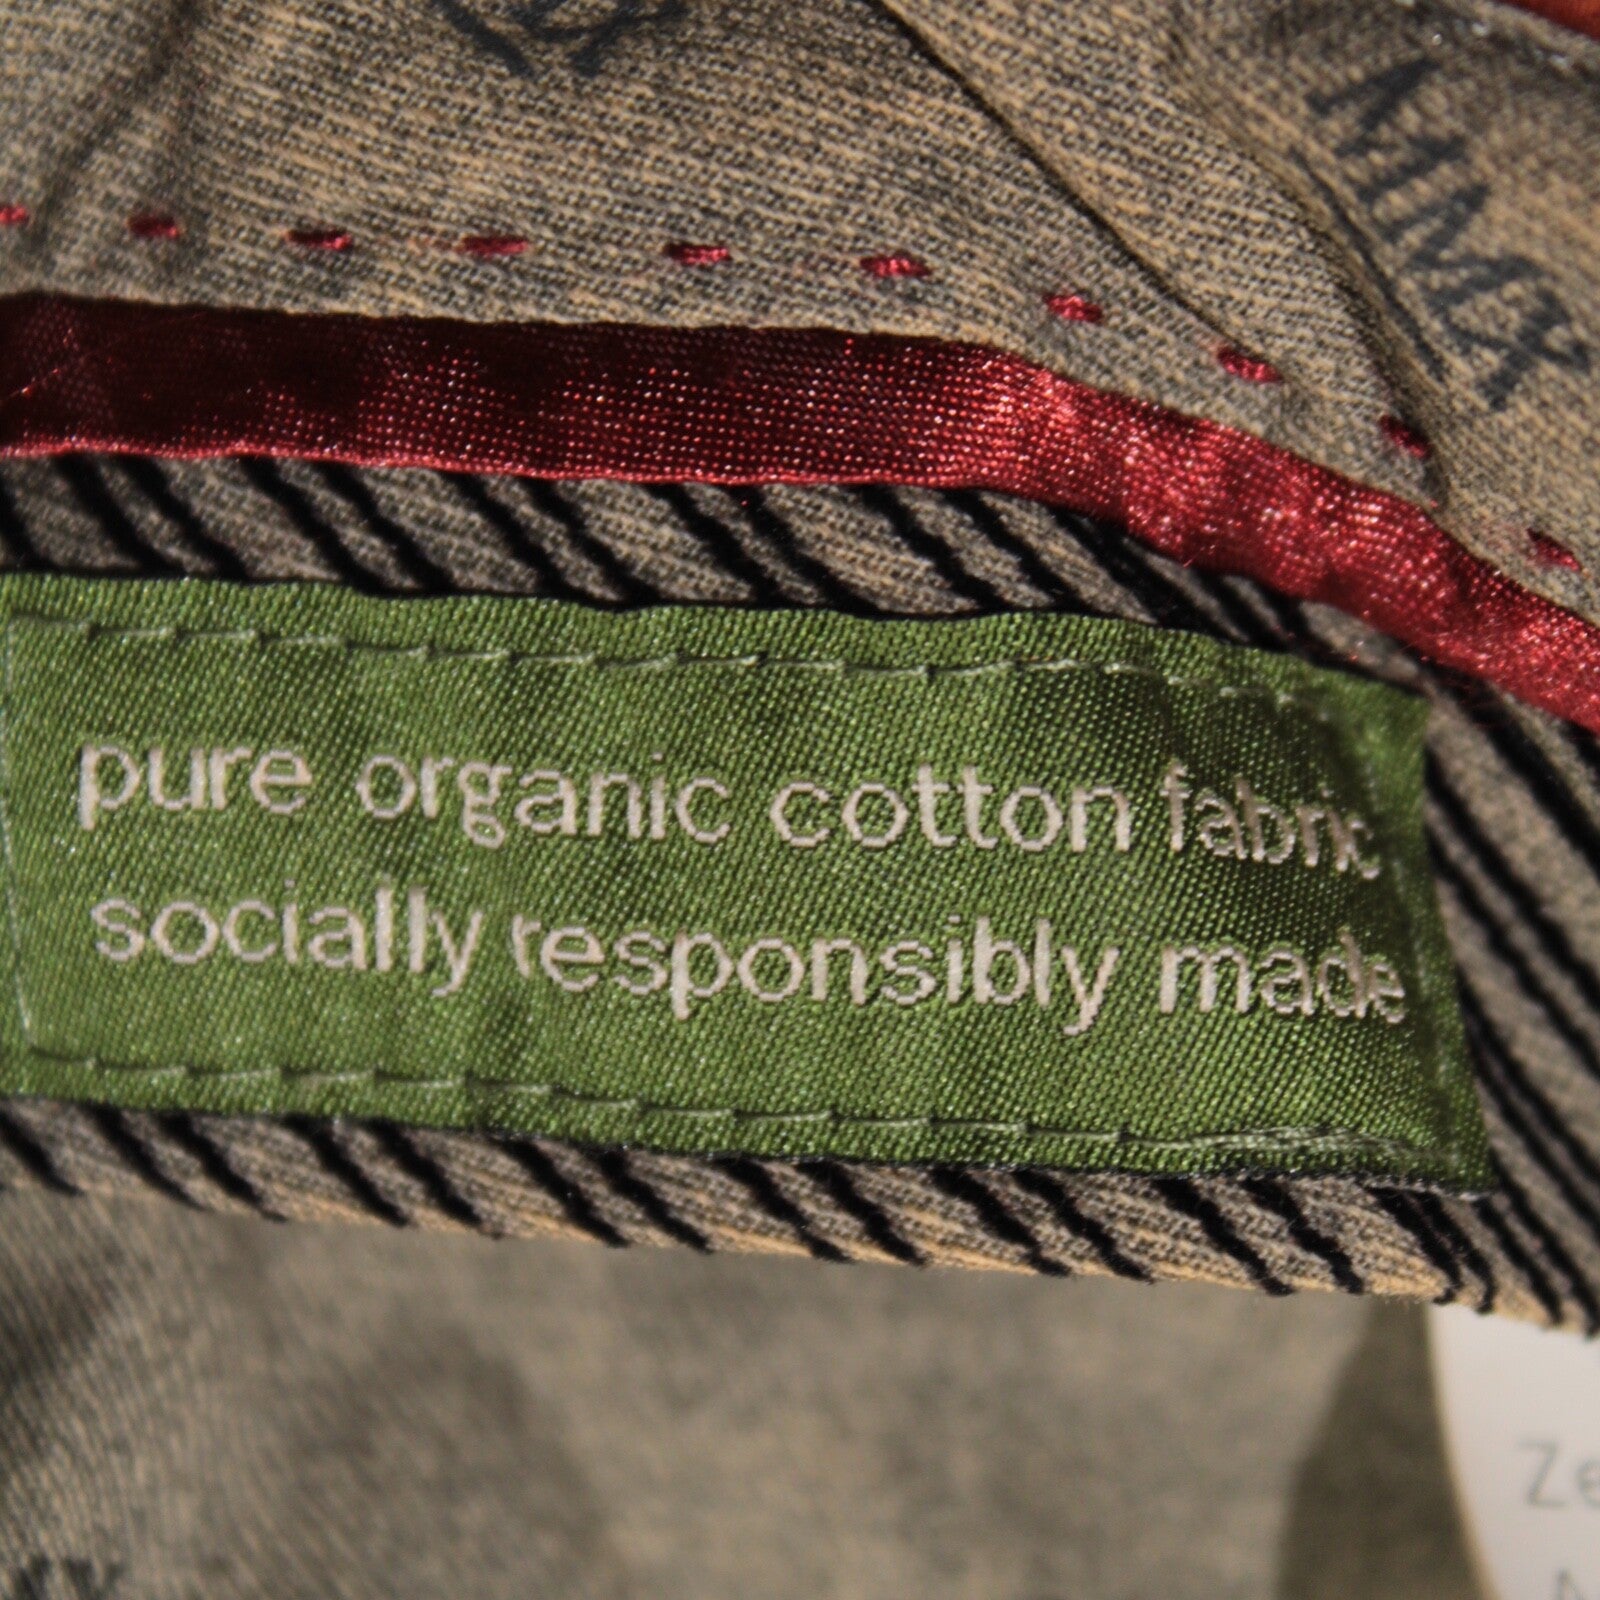 pure organic cotton fabric
socially responsibly made